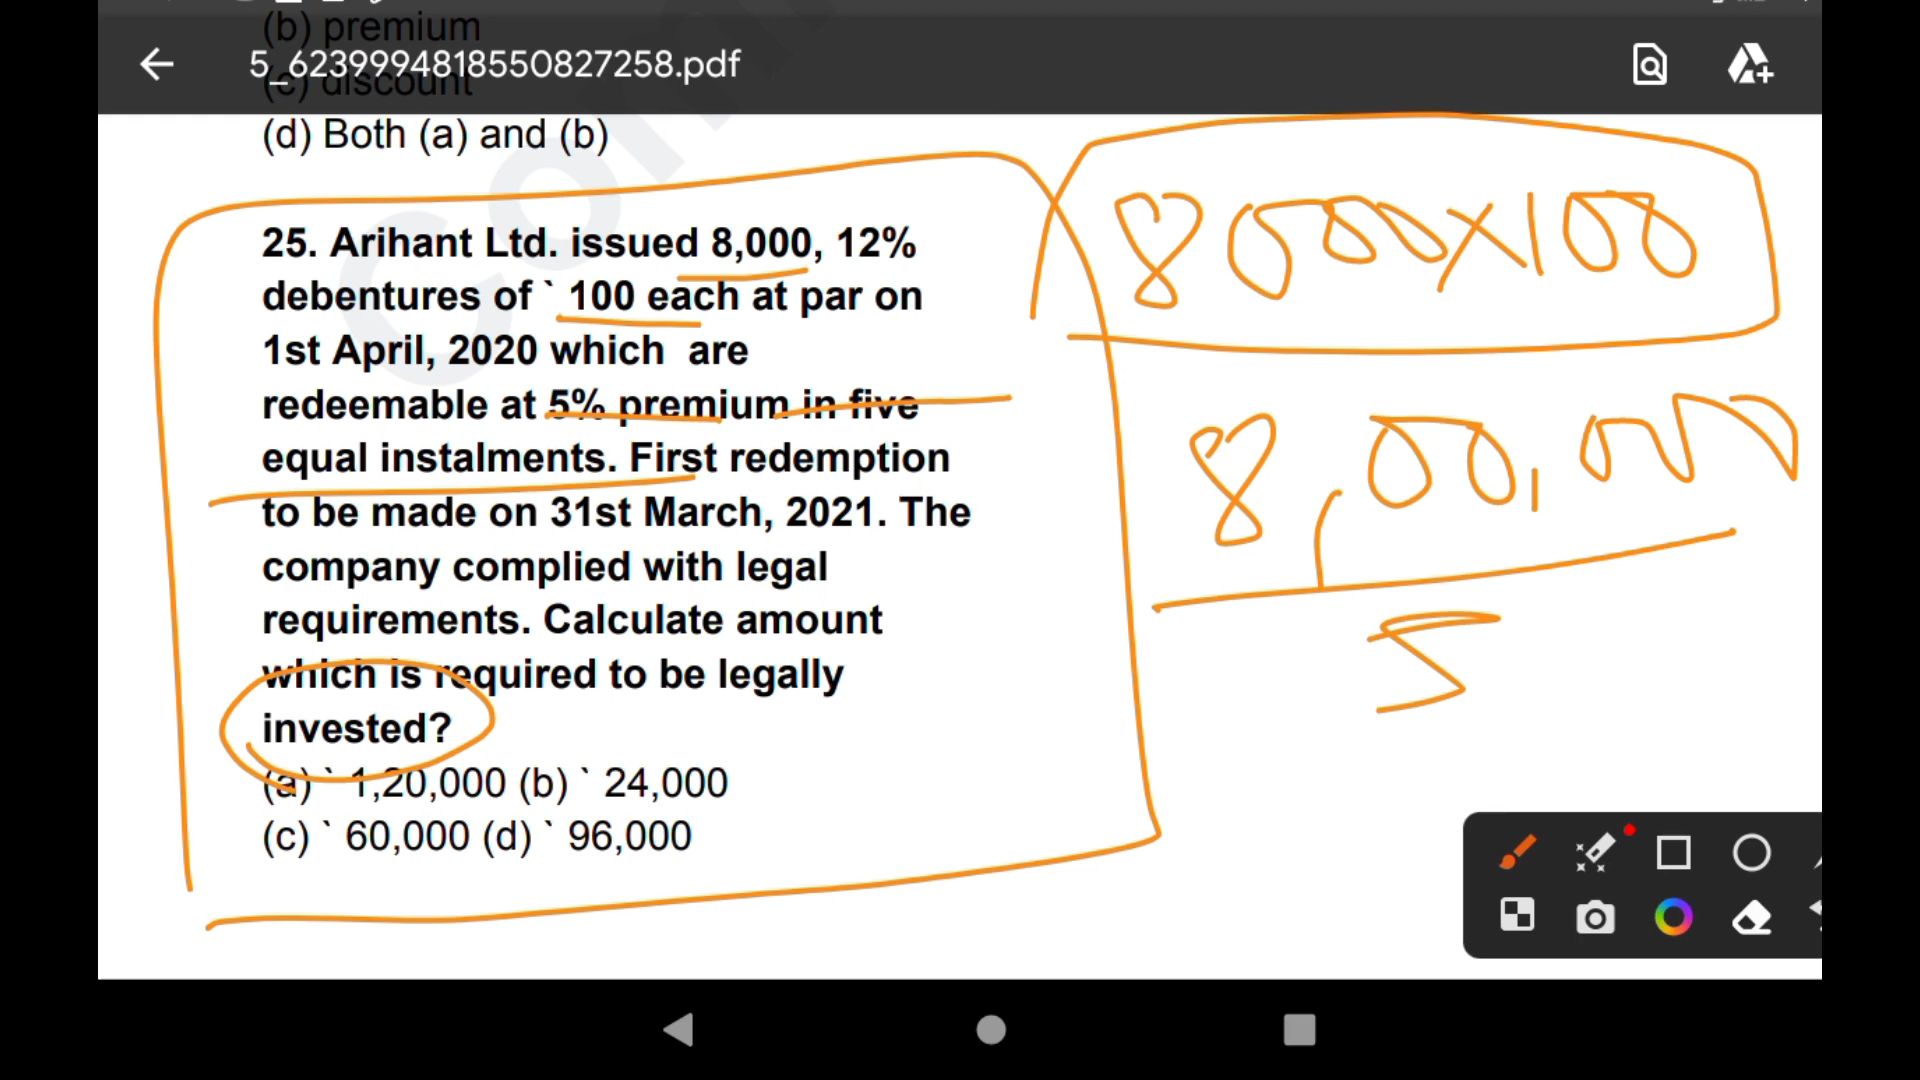 (b) premium
5_6239994818550827258.pdf
(c) discount
(d) Both (a) and (b)
25. Arihant Ltd. issued 8,000, 12%
debentures of ` 100 each at par on
1st April, 2020 which are
redeemable at 5% premium in five
equal instalments. First redemption
to be made on 31st March, 2021. The
company complied with legal
requirements. Calculate amount
which is required to be legally
invested?
(a) ` 1,20,000 (b) ` 24,000
(c) ` 60,000 (d) ` 96,000
8000×100
8,00,000
5
Com